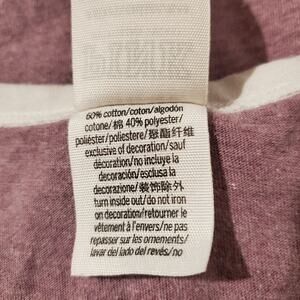 60% cotton/coton/algodón
cotone/棉 40% polyester/
poliéster/poliestere/聚酯纤维
exclusive of decoration/sauf
décoration/no incluye la
decoración/esclusa la
decorazione/装饰除外
turn inside out/do not iron
on decoration/retourner le
vêtement à l'envers/ne pas
repasser sur les ornements/
lavar del lado del revés/no